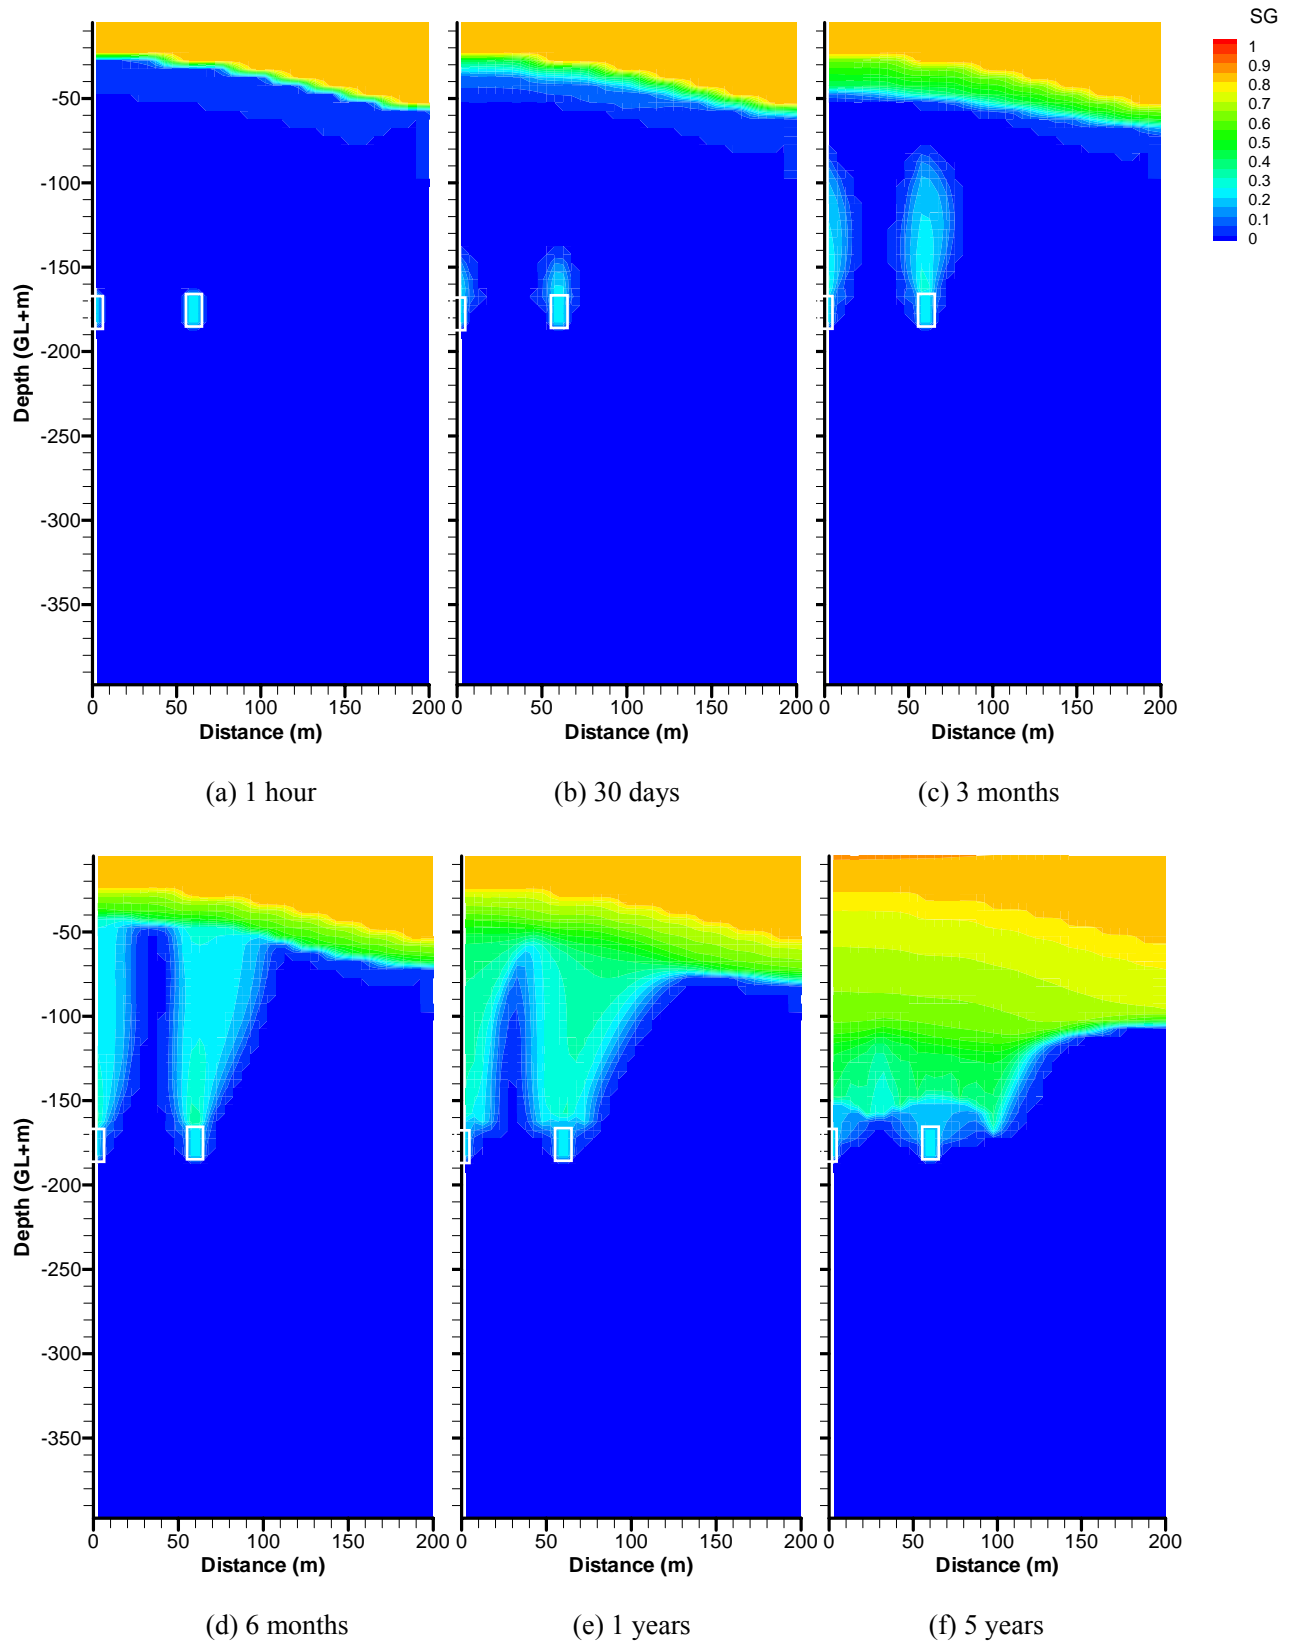 SG
1
0.9
0.8
0.7
0.6
0.5
0.4
0.3
0.2
0.1
0
Depth (GL+m)
-50
-100
-150
-200
-250
-300
-350
0 50 100 150 200
Distance (m)
0 50 100 150 200
Distance (m)
0 50 100 150 200
Distance (m)
(a) 1 hour
(b) 30 days
(c) 3 months
Depth (GL+m)
-50
-100
-150
-200
-250
-300
-350
0 50 100 150 200
Distance (m)
0 50 100 150 200
Distance (m)
0 50 100 150 200
Distance (m)
(d) 6 months
(e) 1 years
(f) 5 years